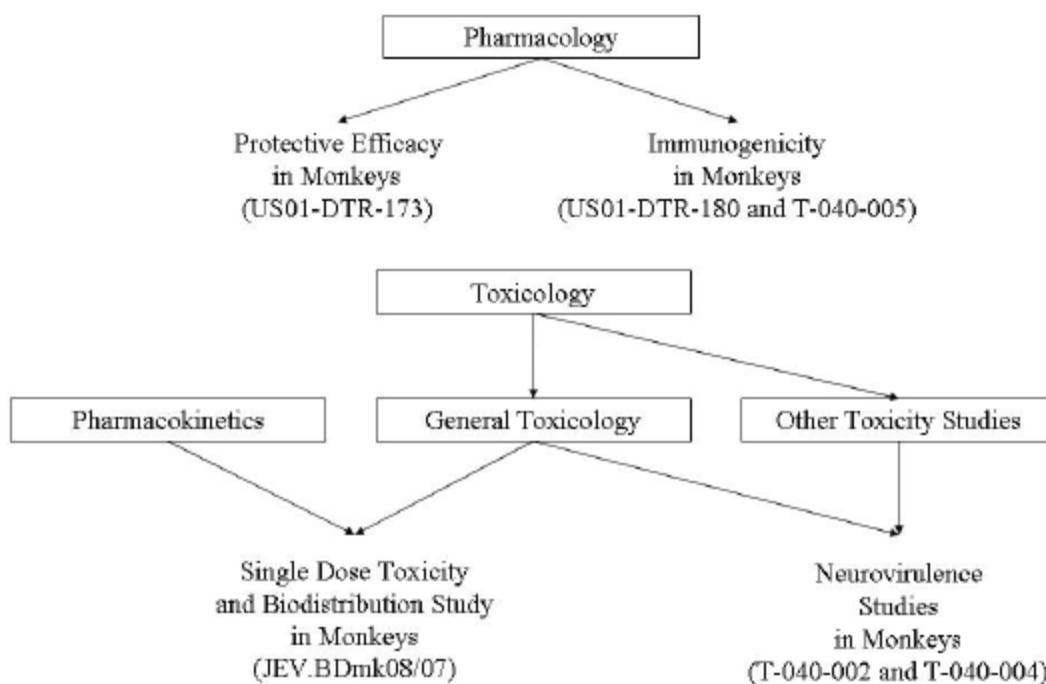 Pharmacology
Protective Efficacy
in Monkeys
(US01-DTR-173)
Immunogenicity
in Monkeys
(US01-DTR-180 and T-040-005)
Toxicology
Pharmacokinetics
General Toxicology
Other Toxicity Studies
Single Dose Toxicity
and Biodistribution Study
in Monkeys
(JEV.BDmk08/07)
Neurovirulence
Studies
in Monkeys
(T-040-002 and T-040-004)